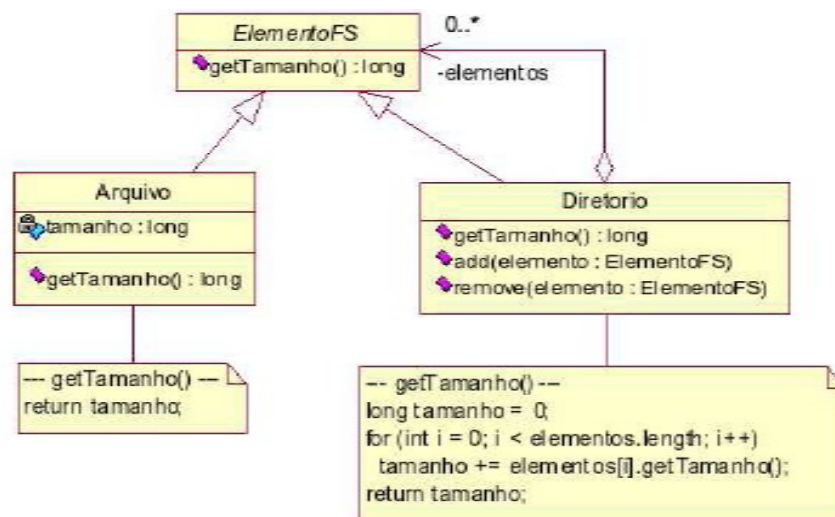 ElementoFS
getTamanho() : long
0..*
-elementos
Arquivo
tamanho : long
getTamanho() : long
Diretorio
getTamanho() : long
add(elemento : ElementoFS)
remove(elemento : ElementoFS)
--- getTamanho() ---
return tamanho;
--- getTamanho() ---
long tamanho = 0;
for (int i = 0; i < elementos.length; i++)
tamanho += elementos[i].getTamanho();
return tamanho;